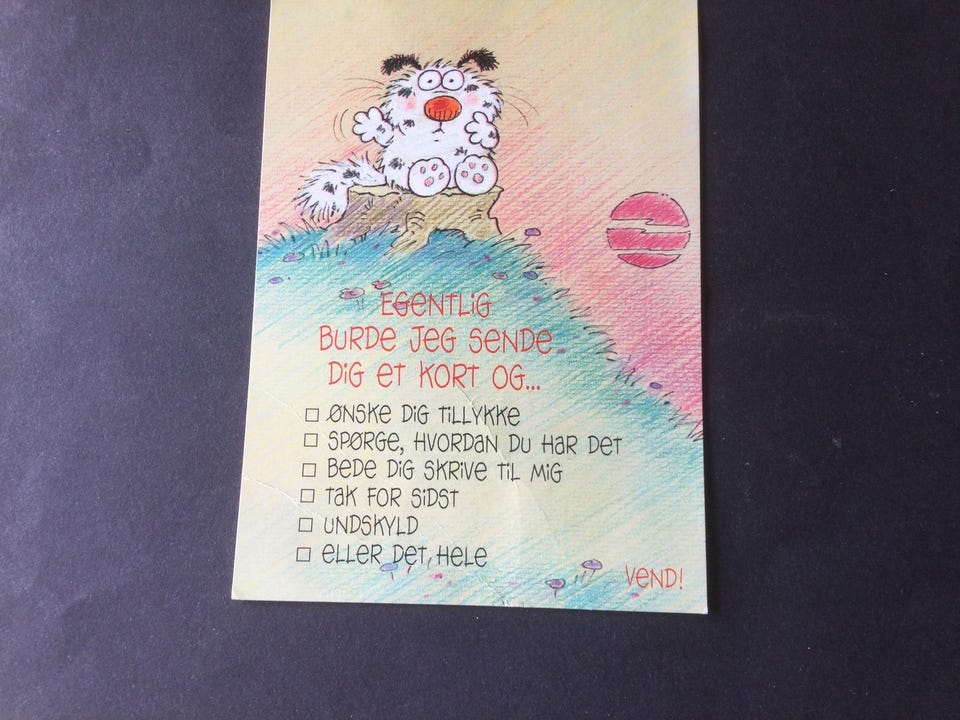 EGENTLIG
BURDE JEG SENDE
DIG ET KORT OG...
ØNSKE DIG TILLYKKE
SPØRGE, HVORDAN DU HAR DET
BEDE DIG SKRIVE TIL MIG
TAK FOR SIDST
UNDSKYLD
ELLER DET HELE
VEND!